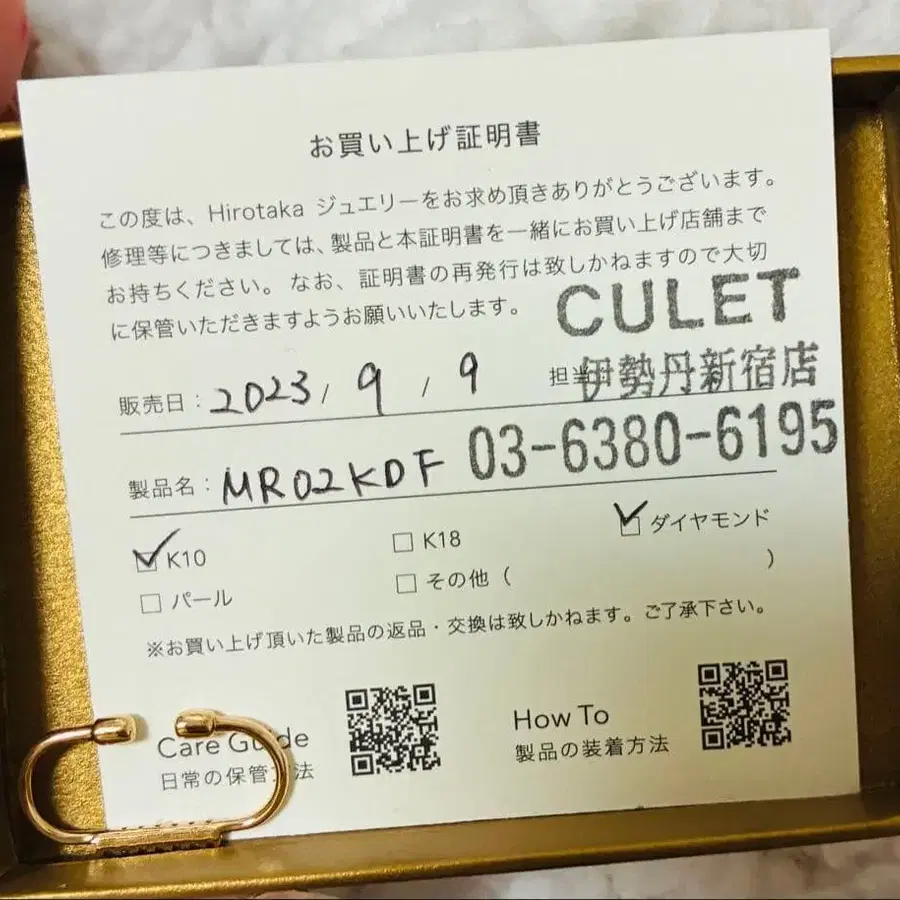 お買い上げ証明書
この度は、Hirotaka ジュエリーをお求め頂きありがとうございます。
修理等につきましては、製品と本証明書を一緒にお買い上げ店舗まで
お持ちください。なお、証明書の再発行は致しかねますので大切
に保管いただきますようお願いいたします。
CULET
販売日：2023/9/9 担当：伊勢丹新宿店
製品名：MR02KDF 03-6380-6195
K10 K18 ダイヤモンド
パール その他（ ）
※お買い上げ頂いた製品の返品・交換は致しかねます。ご了承下さい。
Care Guide
日常の保管方法
How To
製品の装着方法